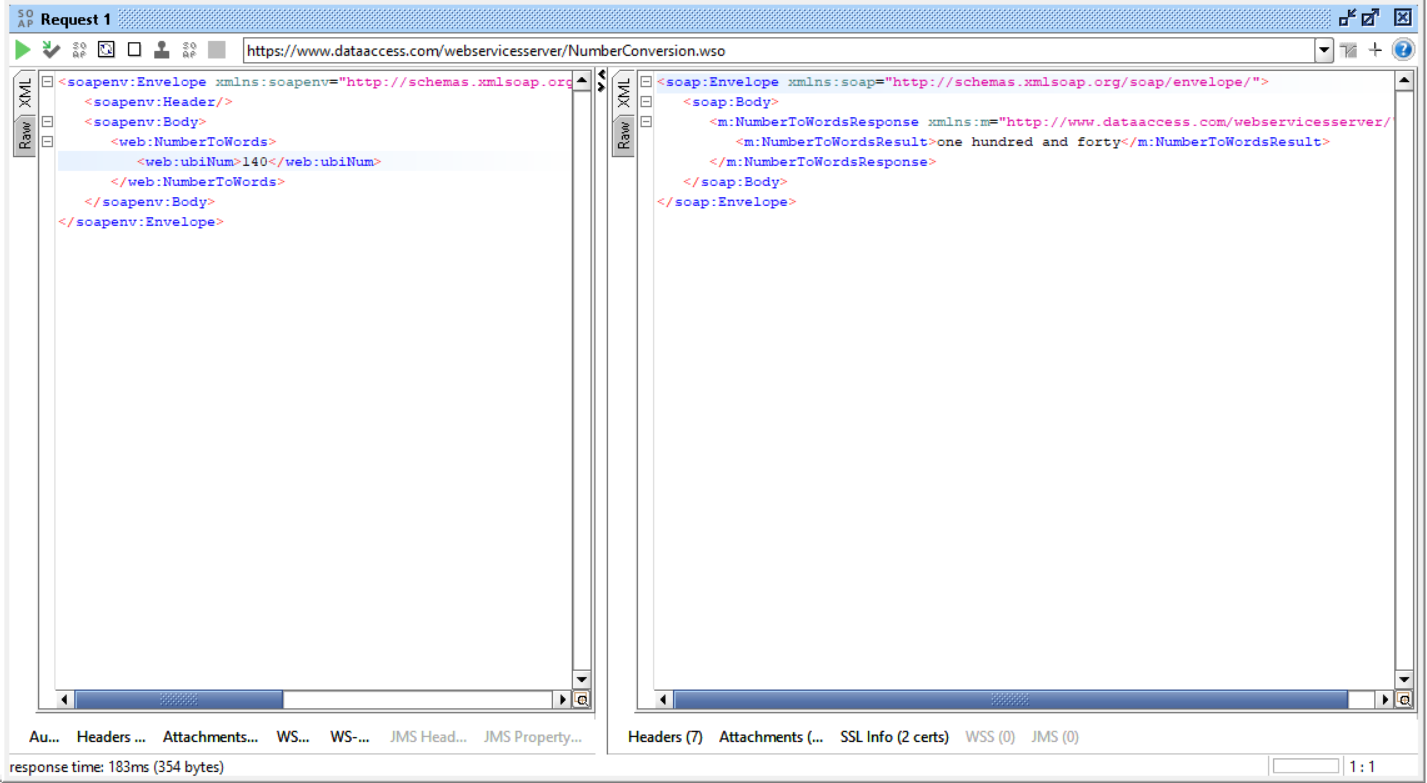 SO AP Request 1
SO AP SO AP https://www.dataaccess.com/webservicesserver/NumberConversion.wso
XML
Raw
<soapenv:Envelope xmlns:soapenv="http://schemas.xmlsoap.org
<soapenv:Header/>
<soapenv:Body>
<web:NumberToWords>
<web:ubiNum>140</web:ubiNum>
</web:NumberToWords>
</soapenv:Body>
</soapenv:Envelope>
XML
Raw
<soap:Envelope xmlns:soap="http://schemas.xmlsoap.org/soap/envelope/">
<soap:Body>
<m:NumberToWordsResponse xmlns:m="http://www.dataaccess.com/webservicesserver/"
<m:NumberToWordsResult>one hundred and forty</m:NumberToWordsResult>
</m:NumberToWordsResponse>
</soap:Body>
</soap:Envelope>
Au... Headers ... Attachments... WS... WS-... JMS Head... JMS Property...
Headers (7) Attachments (... SSL Info (2 certs) WSS (0) JMS (0)
response time: 183ms (354 bytes)
1 : 1